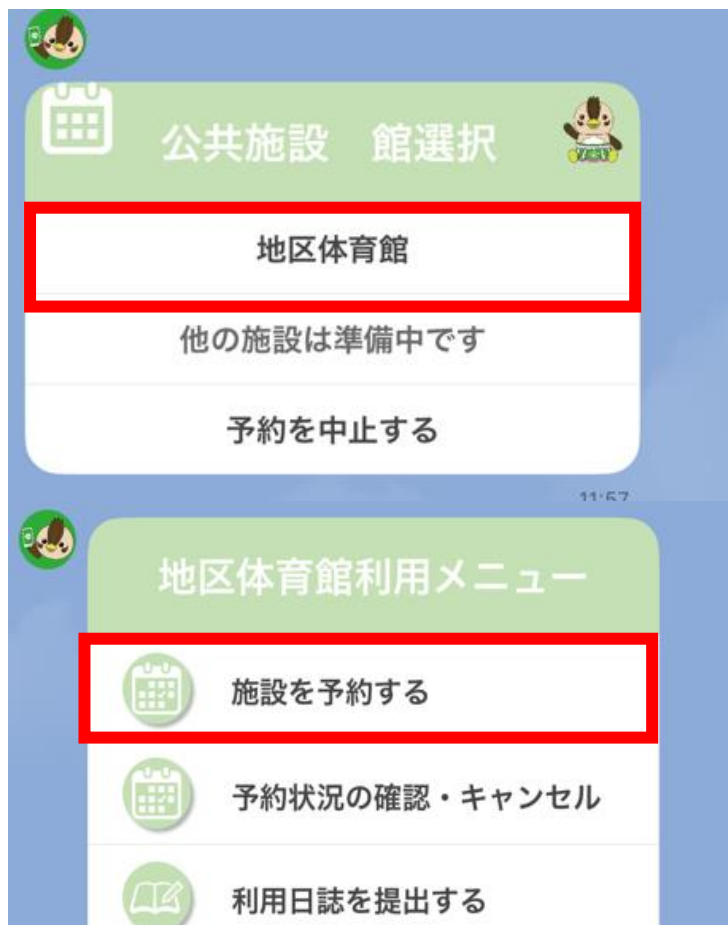 公共施設　館選択
地区体育館
他の施設は準備中です
予約を中止する
11:57
地区体育館利用メニュー
施設を予約する
予約状況の確認・キャンセル
利用日誌を提出する